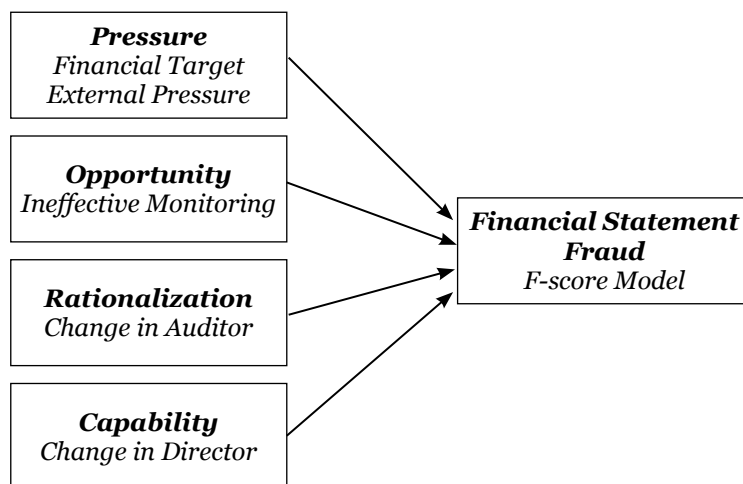 Pressure
Financial Target
External Pressure
Opportunity
Ineffective Monitoring
Rationalization
Change in Auditor
Capability
Change in Director
Financial Statement
Fraud
F-score Model